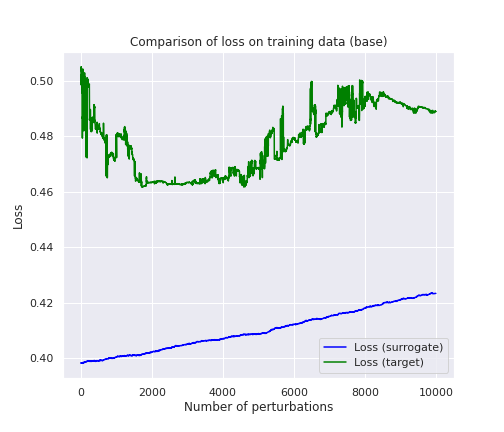 Comparison of loss on training data (base)
0.50
0.48
0.46
0.44
0.42
0.40
Loss
0
2000
4000
6000
8000
10000
Number of perturbations
Loss (surrogate)
Loss (target)